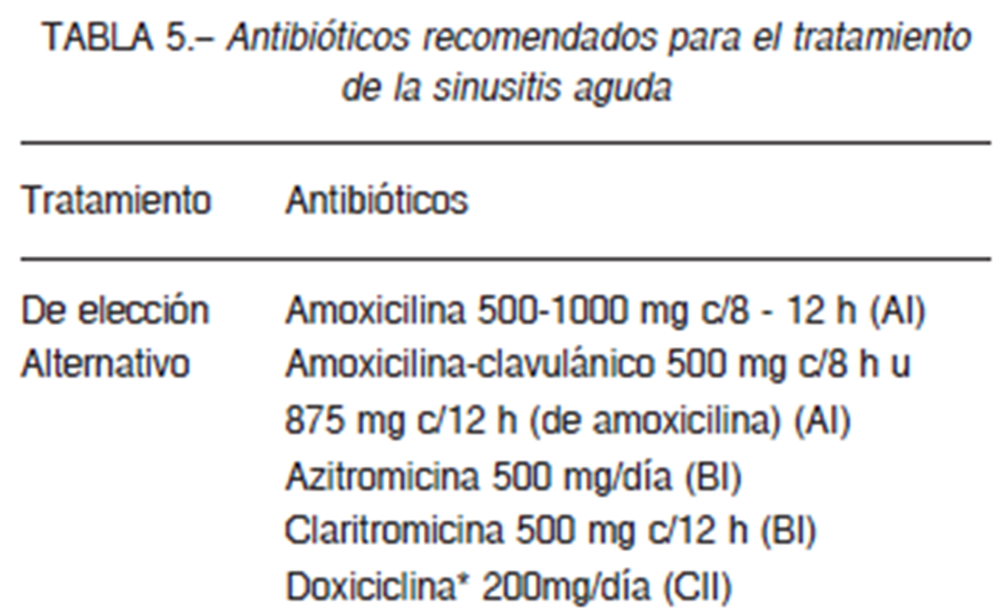 TABLA 5.– Antibióticos recomendados para el tratamiento
de la sinusitis aguda
Tratamiento Antibióticos
De elección Amoxicilina 500-1000 mg c/8 - 12 h (AI)
Alternativo Amoxicilina-clavulánico 500 mg c/8 h u
875 mg c/12 h (de amoxicilina) (AI)
Azitromicina 500 mg/día (BI)
Claritromicina 500 mg c/12 h (BI)
Doxiciclina* 200mg/día (CII)